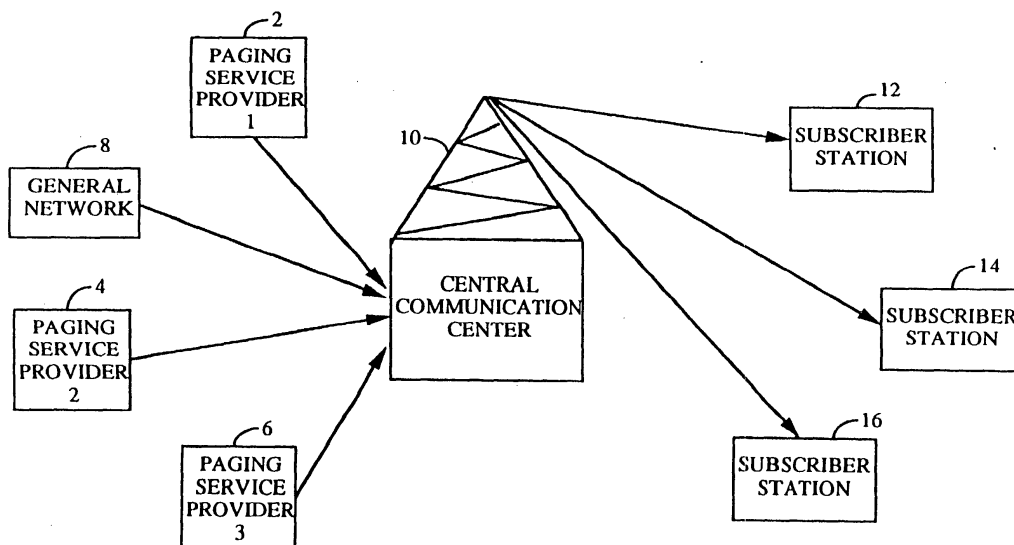 2
PAGING
SERVICE
PROVIDER
1
8
GENERAL
NETWORK
4
PAGING
SERVICE
PROVIDER
2
6
PAGING
SERVICE
PROVIDER
3
10
CENTRAL
COMMUNICATION
CENTER
12
SUBSCRIBER
STATION
14
SUBSCRIBER
STATION
16
SUBSCRIBER
STATION